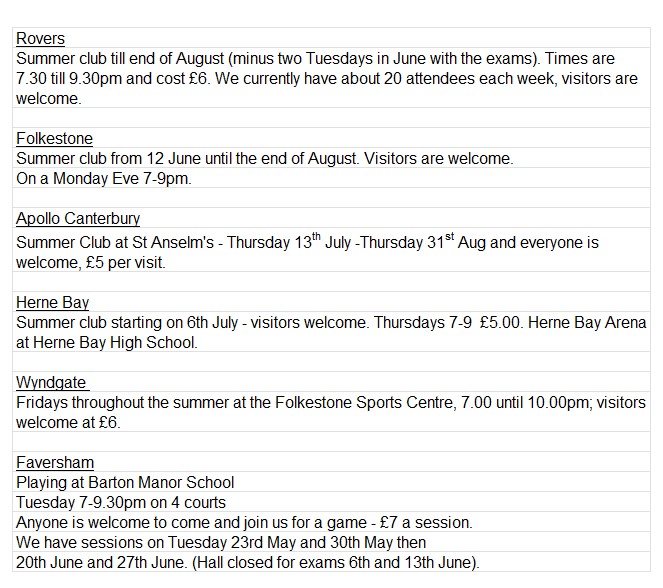 Rovers
Summer club till end of August (minus two Tuesdays in June with the exams). Times are
7.30 till 9.30pm and cost £6. We currently have about 20 attendees each week, visitors are
welcome.
Folkestone
Summer club from 12 June until the end of August. Visitors are welcome.
On a Monday Eve 7-9pm.
Apollo Canterbury
Summer Club at St Anselm's - Thursday 13th July -Thursday 31st Aug and everyone is
welcome, £5 per visit.
Herne Bay
Summer club starting on 6th July - visitors welcome. Thursdays 7-9  £5.00. Herne Bay Arena
at Herne Bay High School.
Wyndgate
Fridays throughout the summer at the Folkestone Sports Centre, 7.00 until 10.00pm; visitors
welcome at £6.
Faversham
Playing at Barton Manor School
Tuesday 7-9.30pm on 4 courts
Anyone is welcome to come and join us for a game - £7 a session.
We have sessions on Tuesday 23rd May and 30th May then
20th June and 27th June. (Hall closed for exams 6th and 13th June).